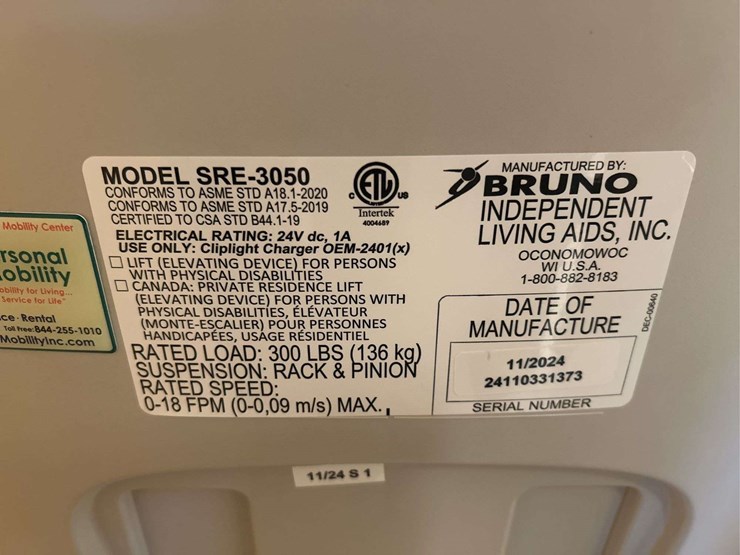 MODEL SRE-3050
CONFORMS TO ASME STD A18.1-2020
CONFORMS TO ASME STD A17.5-2019
CERTIFIED TO CSA STD B44.1-19
C ETL US
Intertek
4004689
ELECTRICAL RATING: 24V dc, 1A
USE ONLY: Cliplight Charger OEM-2401(x)
LIFT (ELEVATING DEVICE) FOR PERSONS
WITH PHYSICAL DISABILITIES
CANADA: PRIVATE RESIDENCE LIFT
(ELEVATING DEVICE) FOR PERSONS WITH
PHYSICAL DISABILITIES, ÉLÉVATEUR
(MONTE-ESCALIER) POUR PERSONNES
HANDICAPÉES, USAGE RÉSIDENTIEL
RATED LOAD: 300 LBS (136 kg)
SUSPENSION: RACK & PINION
RATED SPEED:
0-18 FPM (0-0,09 m/s) MAX.
MANUFACTURED BY:
BRUNO
INDEPENDENT
LIVING AIDS, INC.
OCONOMOWOC
WI U.S.A.
1-800-882-8183
DATE OF
MANUFACTURE
11/2024
24110331373
SERIAL NUMBER
DEC-00640
Mobility Center
rsonal
obility
obility for Living...
Service for Life"
ce - Rental
Toll Free: 844-255-1010
MobilityInc.com
11/24 S 1